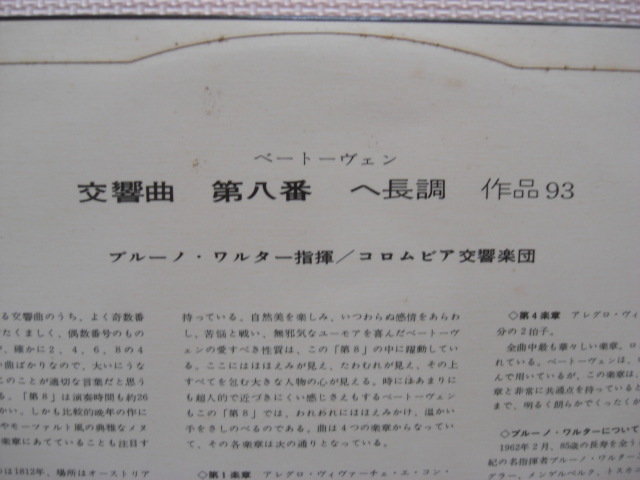 ベートーヴェン
交響曲 第八番 ヘ長調 作品93
ブルーノ・ワルター指揮/コロムビア交響楽団
る交響曲のうち、よく奇数番
たくましく、偶数番号のもの
、確かに2、4、6、8の4
曲ばかりなので、大いにうな
このことが適切な言葉だと思う
。「第8」は演奏時間も約26
かい、しかも比較的晩年の作に
やモーツァルト風の典雅なメヌ
楽章にあてていることも注目す
は1812年、場所はオーストリア
持っている。自然美を楽しみ、いつわらぬ感情をあらわ
し、苦悩と戦い、無邪気なユーモアを喜んだベートーヴ
ェンの愛すべき性質は、この「第8」の中に躍動してい
る。ここにはほほえみが見え、たわむれが見え、その上
すべてを包む大きな人物の心が見える。時にはあまりに
も超人的で近づきにくい感じさえもするベートーヴェン
もこの「第8」では、われわれにほほえみかけ、温かい
手をさしのべるのである。曲は4つの楽章からなってい
て、その各楽章は次の通りとなっている。
◇第1楽章 アレグロ・ヴィヴァーチェ・エ・コン・
◇第4楽章 アレグロ・ヴィ
分の2拍子。
全曲中最も華々しい楽章。ロ
れている。ベートーヴェンは、
んで用いているが、この楽章は、
章と非常に共通点を持っている
まで、明るく朗らかでくったくが
◇ブルーノ・ワルターについて
1962年2月、85歳の長寿を全う
紀の名指揮者ブルーノ・ワルター
グラー、メンゲルベルク、トスカ